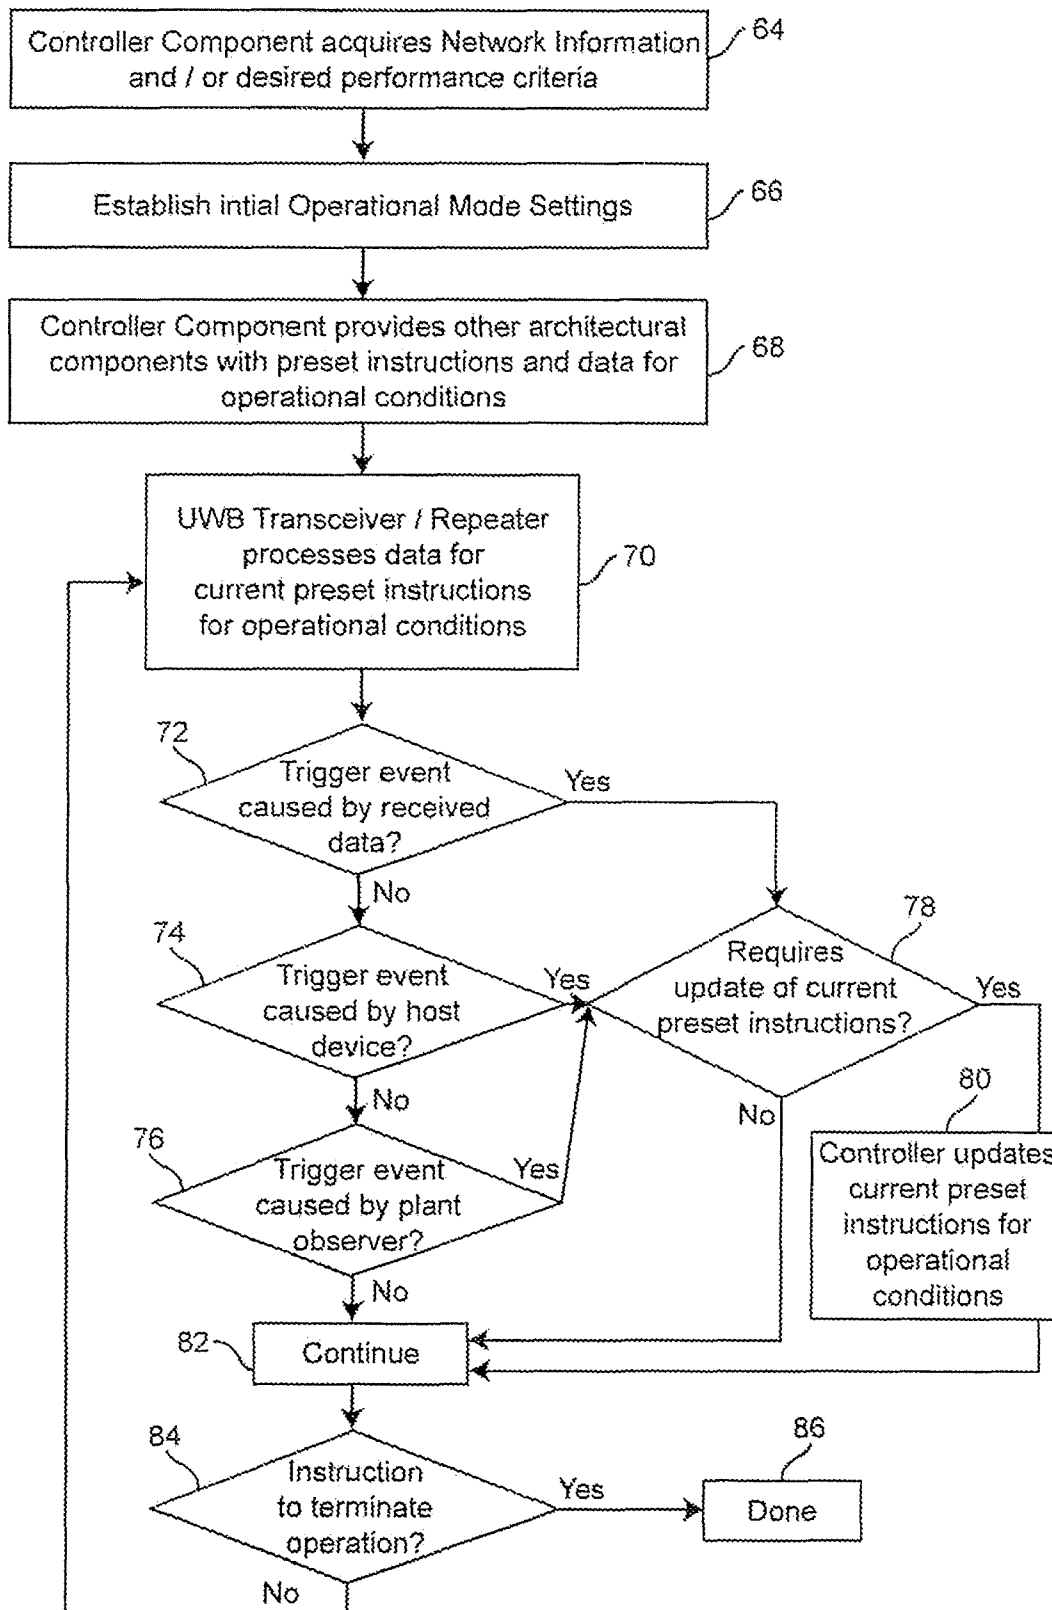 Controller Component acquires Network Information
and / or desired performance criteria
64
Establish intial Operational Mode Settings
66
Controller Component provides other architectural
components with preset instructions and data for
operational conditions
68
UWB Transceiver / Repeater
processes data for
current preset instructions
for operational conditions
70
72
Trigger event
caused by received
data?
Yes
No
74
Trigger event
caused by host
device?
Yes
No
78
Requires
update of current
preset instructions?
Yes
No
76
Trigger event
caused by plant
observer?
Yes
No
80
Controller updates
current preset
instructions for
operational
conditions
82
Continue
84
Instruction
to terminate
operation?
Yes
No
86
Done